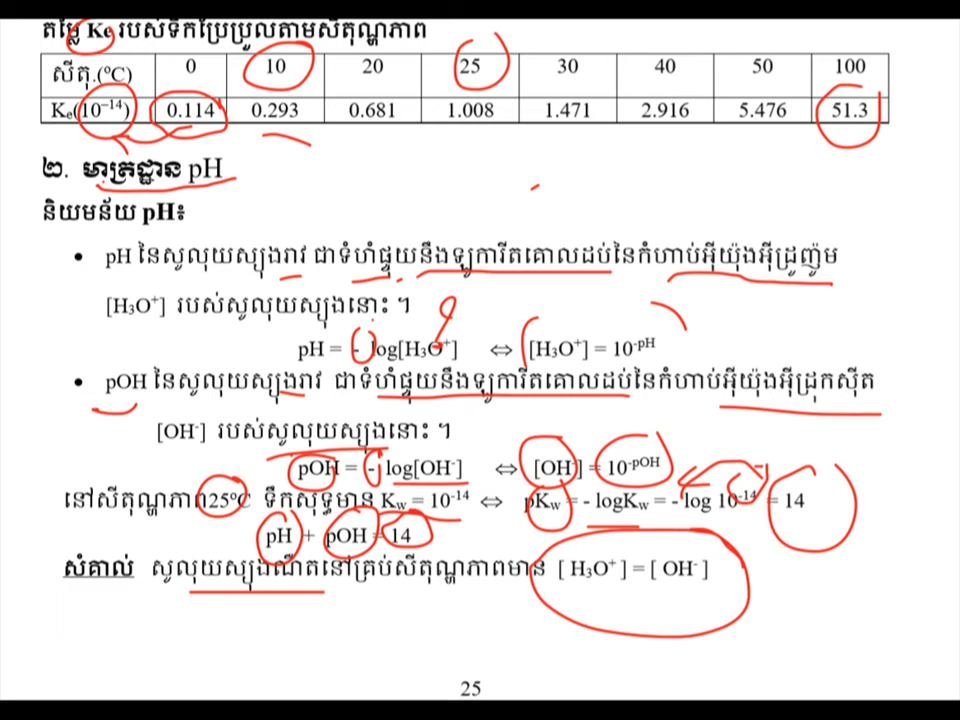 តម្លៃ Ke របស់ទឹកប្រែប្រួលតាមសីតុណ្ហភាព
សីតុ.(°C) 0 10 20 25 30 40 50 100
Ke(10⁻¹⁴) 0.114 0.293 0.681 1.008 1.471 2.916 5.476 51.3
២. មាត្រដ្ឋាន pH
និយមន័យ pH៖
• pH នៃសូលុយស្យុងរាវ ជាទំហំផ្ទុយនឹងឡូការីតគោលដប់នៃកំហាប់អ៊ីយ៉ុងអ៊ីដ្រូញ៉ូម
[H₃O⁺] របស់សូលុយស្យុងនោះ ។
pH = - log[H₃O⁺] ⇔ [H₃O⁺] = 10⁻ᵖᴴ
• pOH នៃសូលុយស្យុងរាវ ជាទំហំផ្ទុយនឹងឡូការីតគោលដប់នៃកំហាប់អ៊ីយ៉ុងអ៊ីដ្រុកស៊ីត
[OH⁻] របស់សូលុយស្យុងនោះ ។
pOH = - log[OH⁻] ⇔ [OH⁻] = 10⁻ᵖᴼᴴ
នៅសីតុណ្ហភាព25°C ទឹកសុទ្ធមាន Kw = 10⁻¹⁴ ⇔ pKw = - logKw = - log 10⁻¹⁴ = 14
pH + pOH = 14
សំគាល់ សូលុយស្យុងណឺតនៅគ្រប់សីតុណ្ហភាពមាន [ H₃O⁺] = [ OH⁻ ]
25